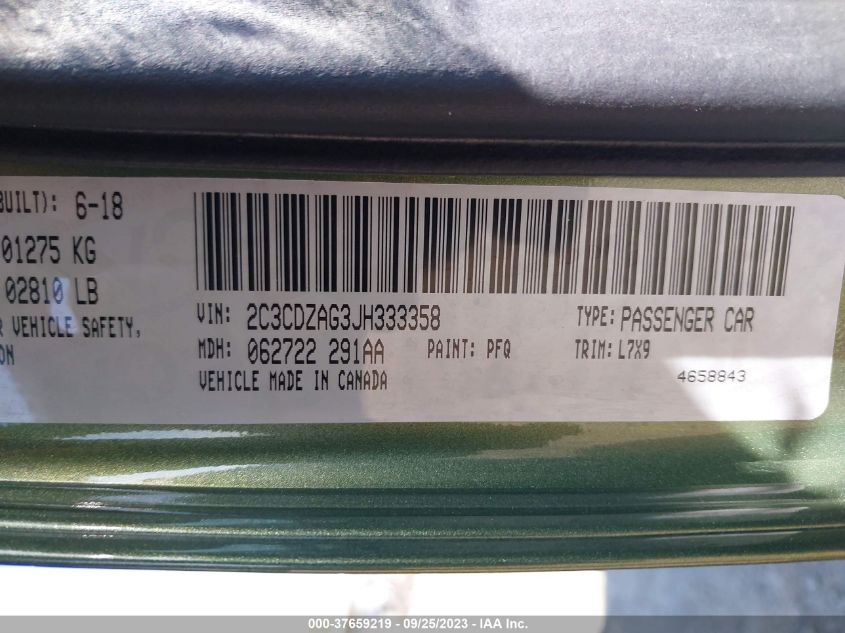 BUILT): 6-18
01275 KG
02810 LB
VEHICLE SAFETY,
VIN: 2C3CDZAG3JH333358
TYPE: PASSENGER CAR
MDH: 062722 291AA
PAINT: PFQ
TRIM: L7X9
VEHICLE MADE IN CANADA
4658843
000-37659219 - 09/25/2023 - IAA Inc.